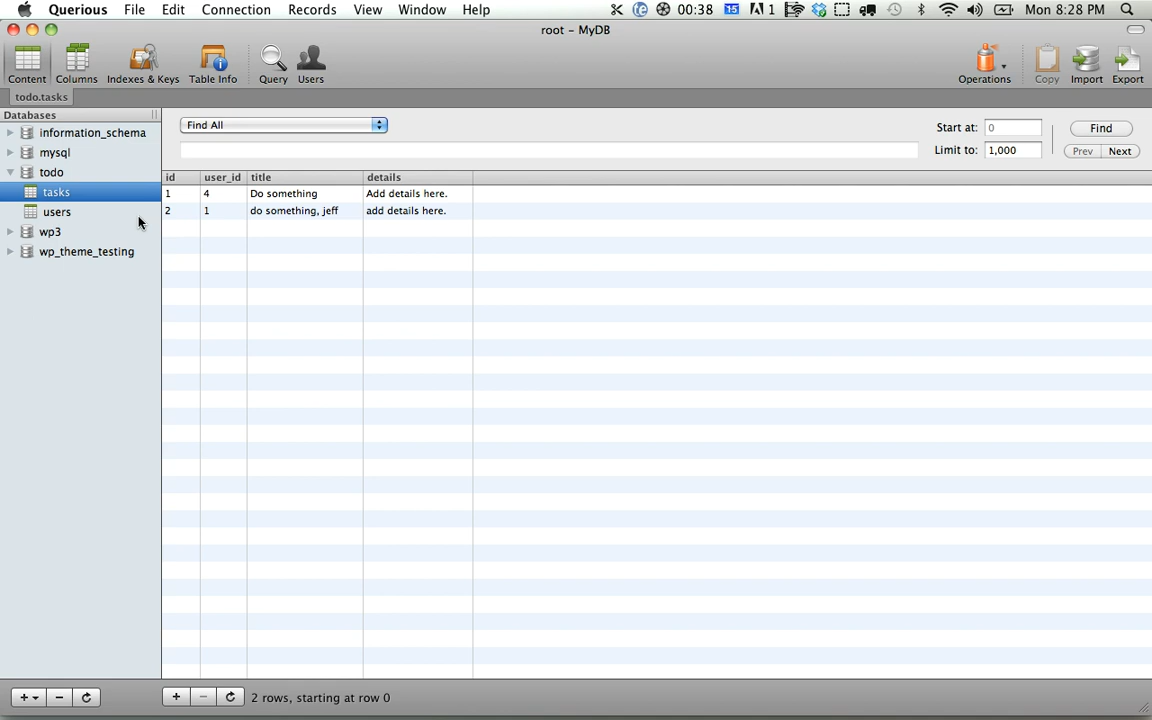 Querious File Edit Connection Records View Window Help 00:38 15 1 Mon 8:28 PM
root – MyDB
Content Columns Indexes & Keys Table Info Query Users Operations Copy Import Export
todo.tasks
Databases
information_schema
mysql
todo
tasks
users
wp3
wp_theme_testing
Find All
Start at: 0 Find
Limit to: 1,000 Prev Next
id user_id title details
1 4 Do something Add details here.
2 1 do something, jeff add details here.
2 rows, starting at row 0